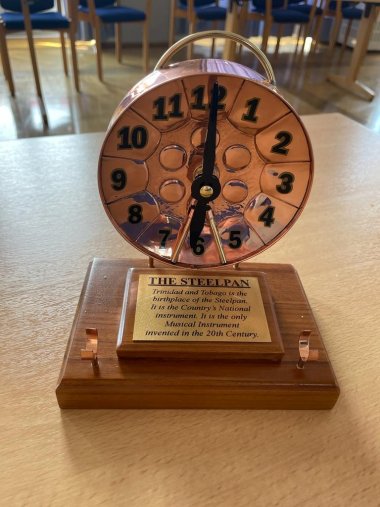 11 12 1
10 2
9 3
8 4
7 6 5
THE STEELPAN
Trinidad and Tobago is the
birthplace of the Steelpan.
It is the Country's National
instrument. It is the only
Musical Instrument
invented in the 20th Century.